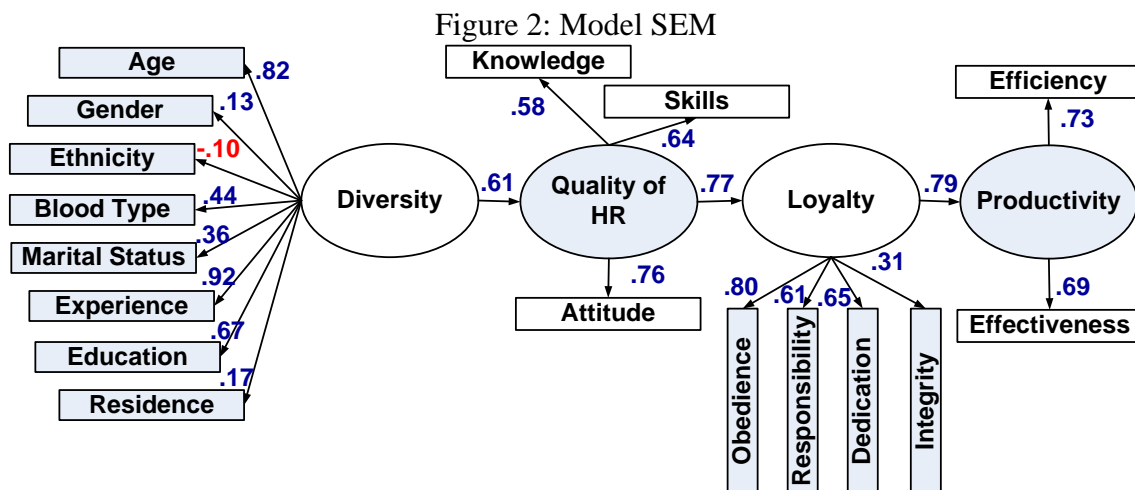 Figure 2: Model SEM
Age
.82
Gender
.13
Ethnicity
-.10
Blood Type
.44
Marital Status
.36
Experience
.92
Education
.67
Residence
.17
Diversity
.61
Knowledge
.58
Skills
.64
Quality of
HR
.76
Attitude
.77
Loyalty
.80
.61
.65
.31
Obedience
Responsibility
Dedication
Integrity
.79
Efficiency
.73
Productivity
.69
Effectiveness